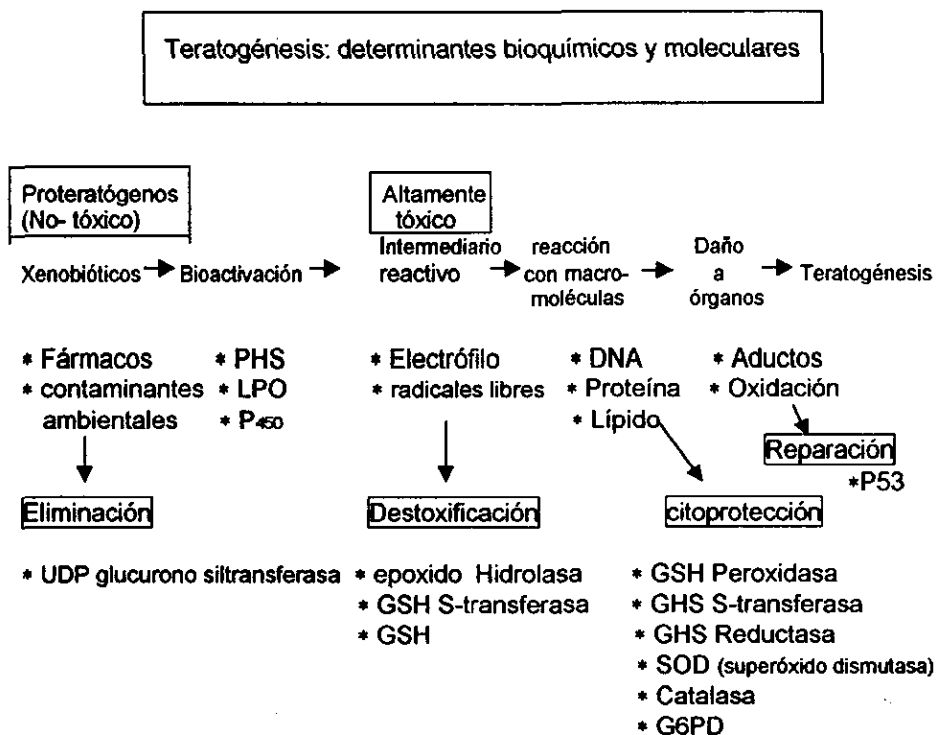 Teratogénesis: determinantes bioquímicos y moleculares
Proteratógenos
(No- tóxico)
Altamente
tóxico
Xenobióticos
Bioactivación
Intermediario
reactivo
reacción
con macro-
moléculas
Daño
a
órganos
Teratogénesis
* Fármacos
* contaminantes
ambientales
* PHS
* LPO
* P450
* Electrófilo
* radicales libres
* DNA
* Proteína
* Lípido
* Aductos
* Oxidación
Reparación
*P53
Eliminación
Destoxificación
citoprotección
* UDP glucurono siltransferasa
* epoxido Hidrolasa
* GSH S-transferasa
* GSH
* GSH Peroxidasa
* GHS S-transferasa
* GHS Reductasa
* SOD (superóxido dismutasa)
* Catalasa
* G6PD